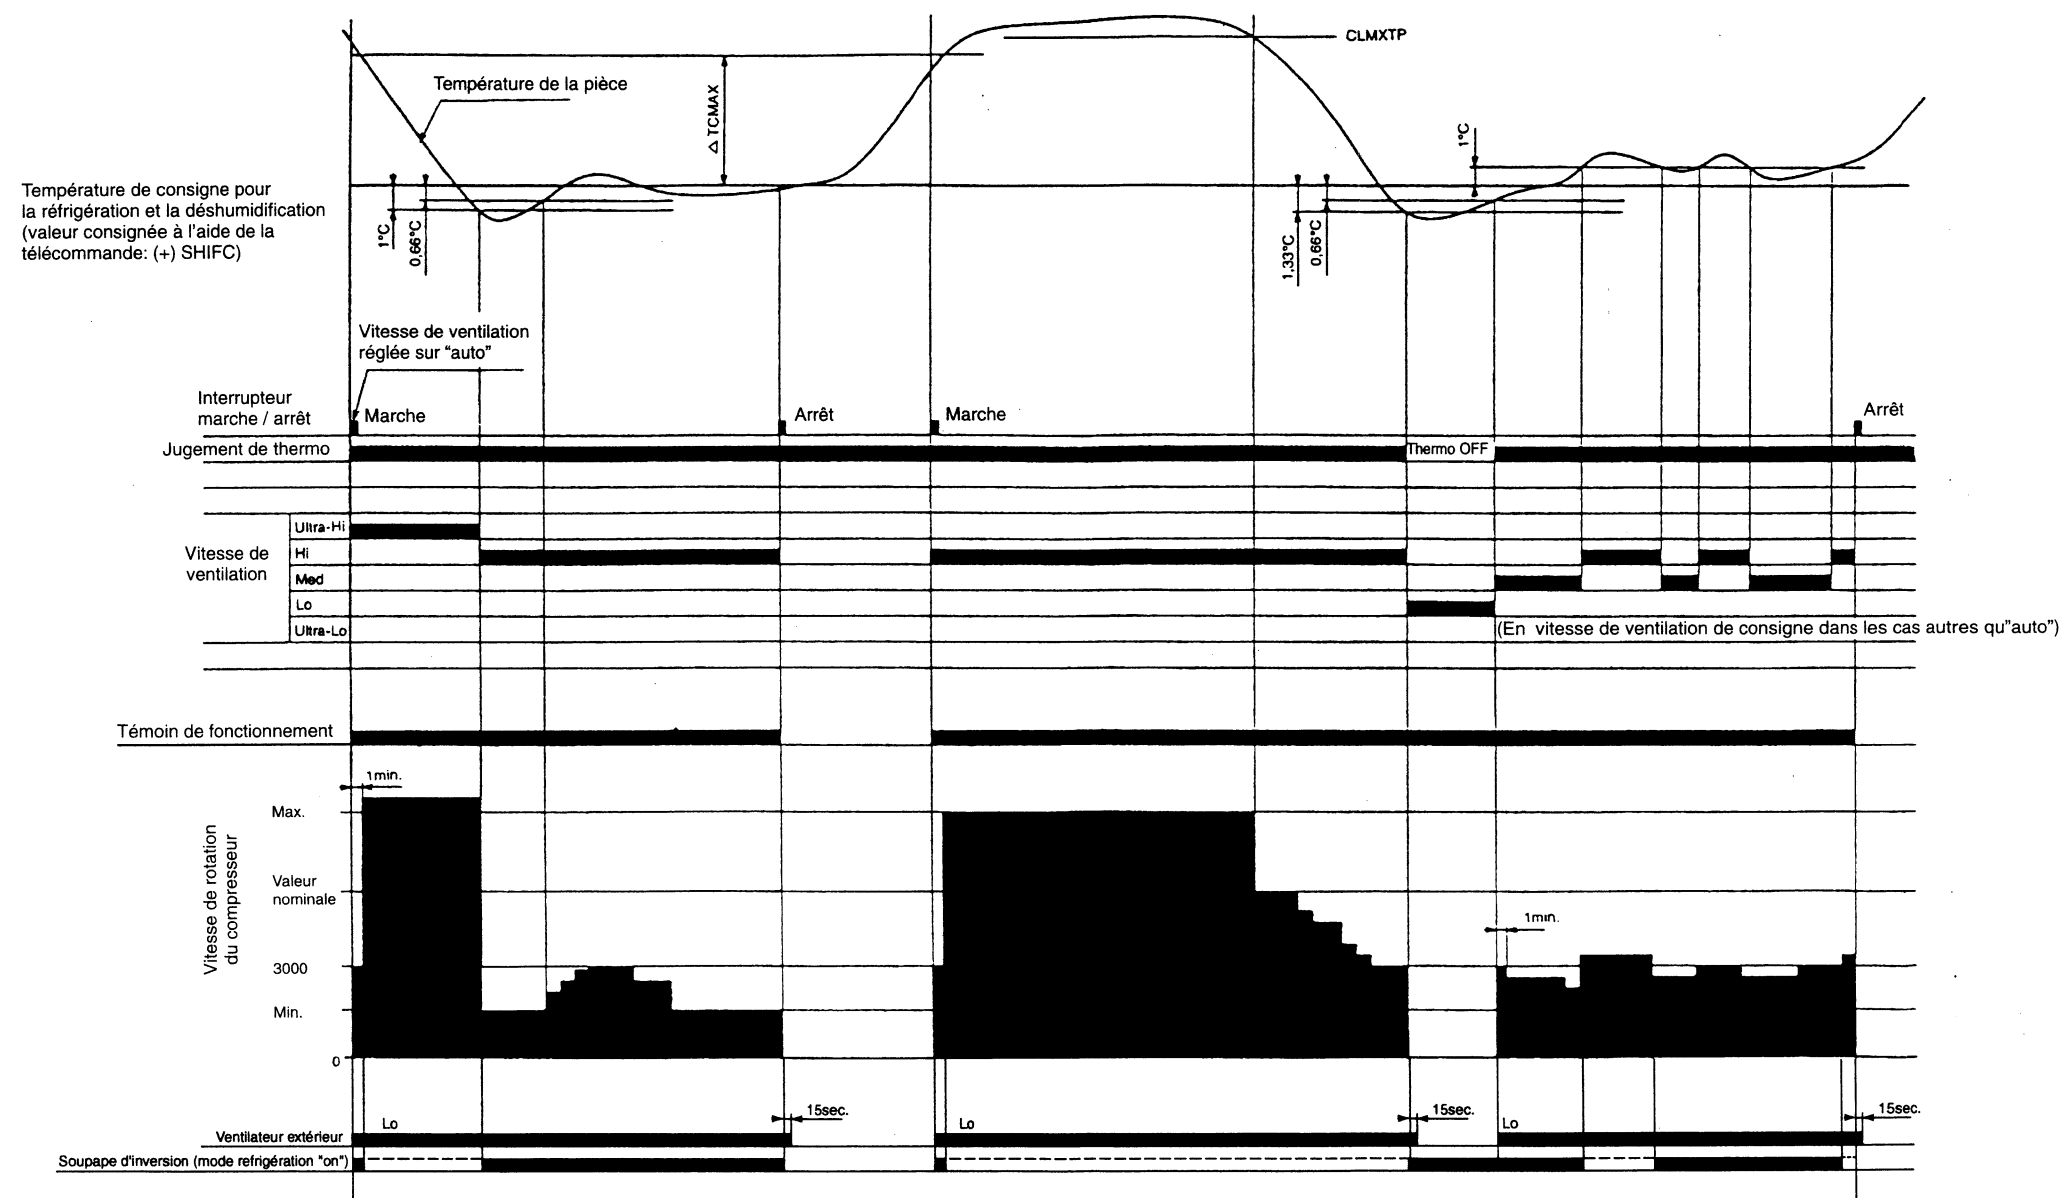 CLMXTP
Température de la pièce
△ TCMAX
1°C
Température de consigne pour
la réfrigération et la déshumidification
(valeur consignée à l'aide de la
télécommande: (+) SHIFC)
1°C
0,66°C
1,33°C
0,66°C
Vitesse de ventilation
réglée sur "auto"
Interrupteur
marche / arrêt
Marche
Arrêt
Marche
Arrêt
Jugement de thermo
Thermo OFF
Vitesse de
ventilation
Ultra-Hi
Hi
Med
Lo
Ultra-Lo
(En vitesse de ventilation de consigne dans les cas autres qu"auto")
Témoin de fonctionnement
1min.
Vitesse de rotation
du compresseur
Max.
Valeur
nominale
3000
Min.
0
1min.
Lo
15sec.
Lo
15sec.
Lo
15sec.
Ventilateur extérieur
Soupape d'inversion (mode refrigération "on")